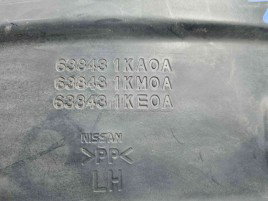 63843 1KA0A
63843 1KM0A
63843 1KE0A
NISSAN
>PP<
LH